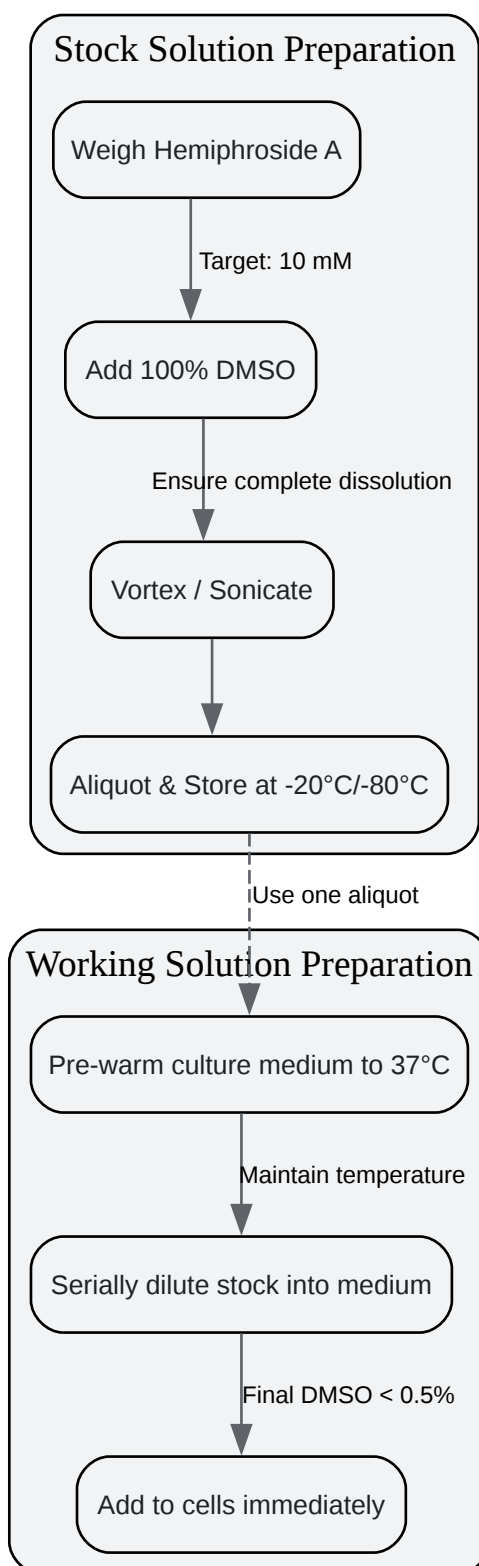 Stock Solution Preparation
Weigh Hemiphroside A
Target: 10 mM
Add 100% DMSO
Ensure complete dissolution
Vortex / Sonicate
Aliquot & Store at -20°C/-80°C
Use one aliquot
Working Solution Preparation
Pre-warm culture medium to 37°C
Maintain temperature
Serially dilute stock into medium
Final DMSO < 0.5%
Add to cells immediately